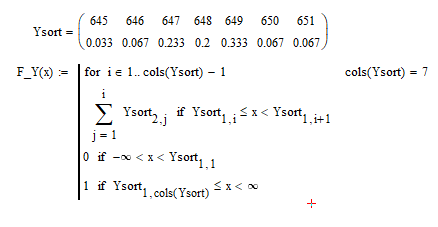 Ysort = ( 645 646 647 648 649 650 651
0.033 0.067 0.233 0.2 0.333 0.067 0.067 )
F_Y(x) := for i ∈ 1.. cols(Ysort) − 1 cols(Ysort) = 7
i
∑ Ysort2,j if Ysort1,i ≤ x < Ysort1,i+1
j = 1
0 if −∞ < x < Ysort1,1
1 if Ysort1,cols(Ysort) ≤ x < ∞